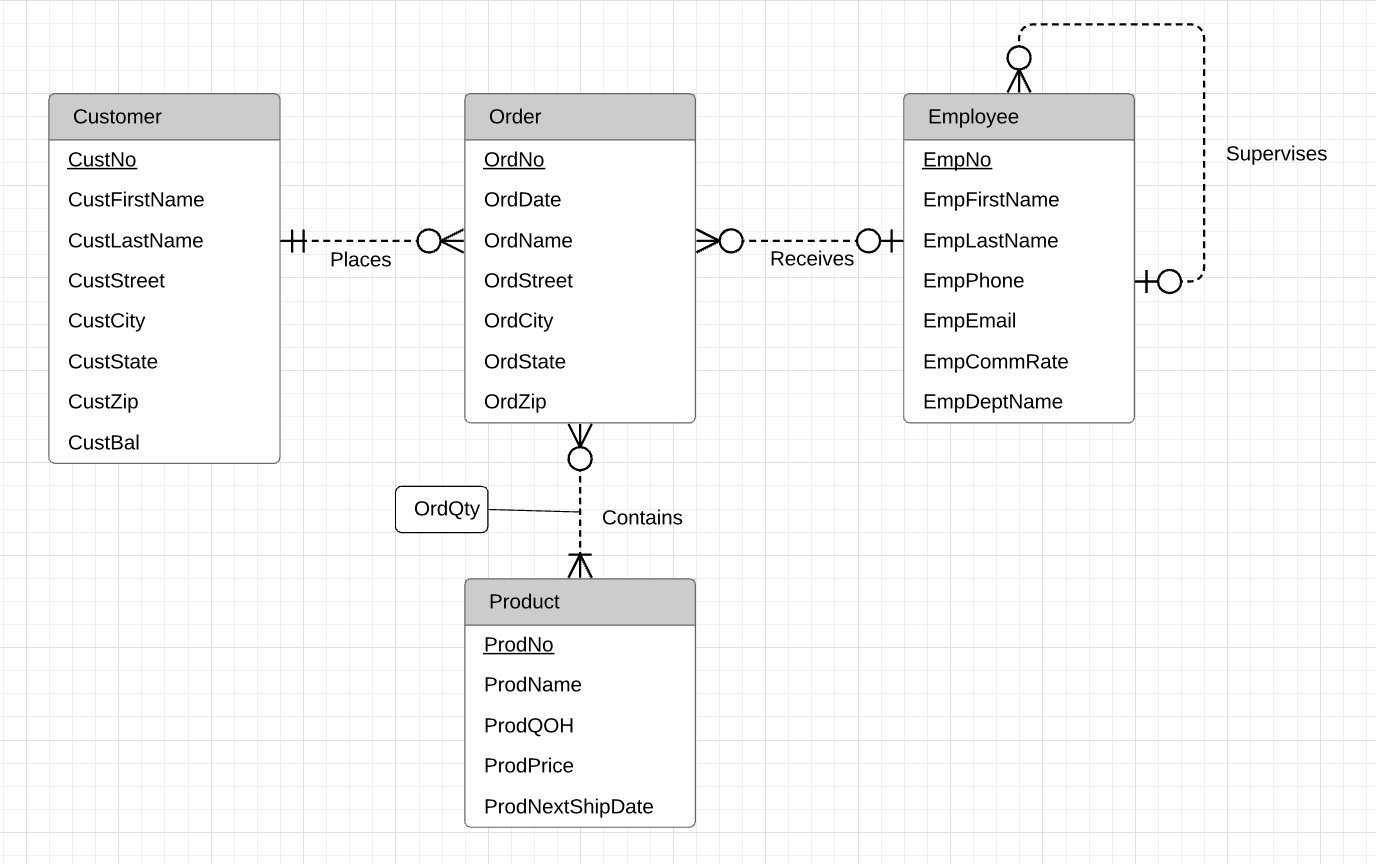 Customer
CustNo
CustFirstName
CustLastName
CustStreet
CustCity
CustState
CustZip
CustBal
Places
Order
OrdNo
OrdDate
OrdName
OrdStreet
OrdCity
OrdState
OrdZip
Receives
Employee
EmpNo
EmpFirstName
EmpLastName
EmpPhone
EmpEmail
EmpCommRate
EmpDeptName
Supervises
OrdQty
Contains
Product
ProdNo
ProdName
ProdQOH
ProdPrice
ProdNextShipDate